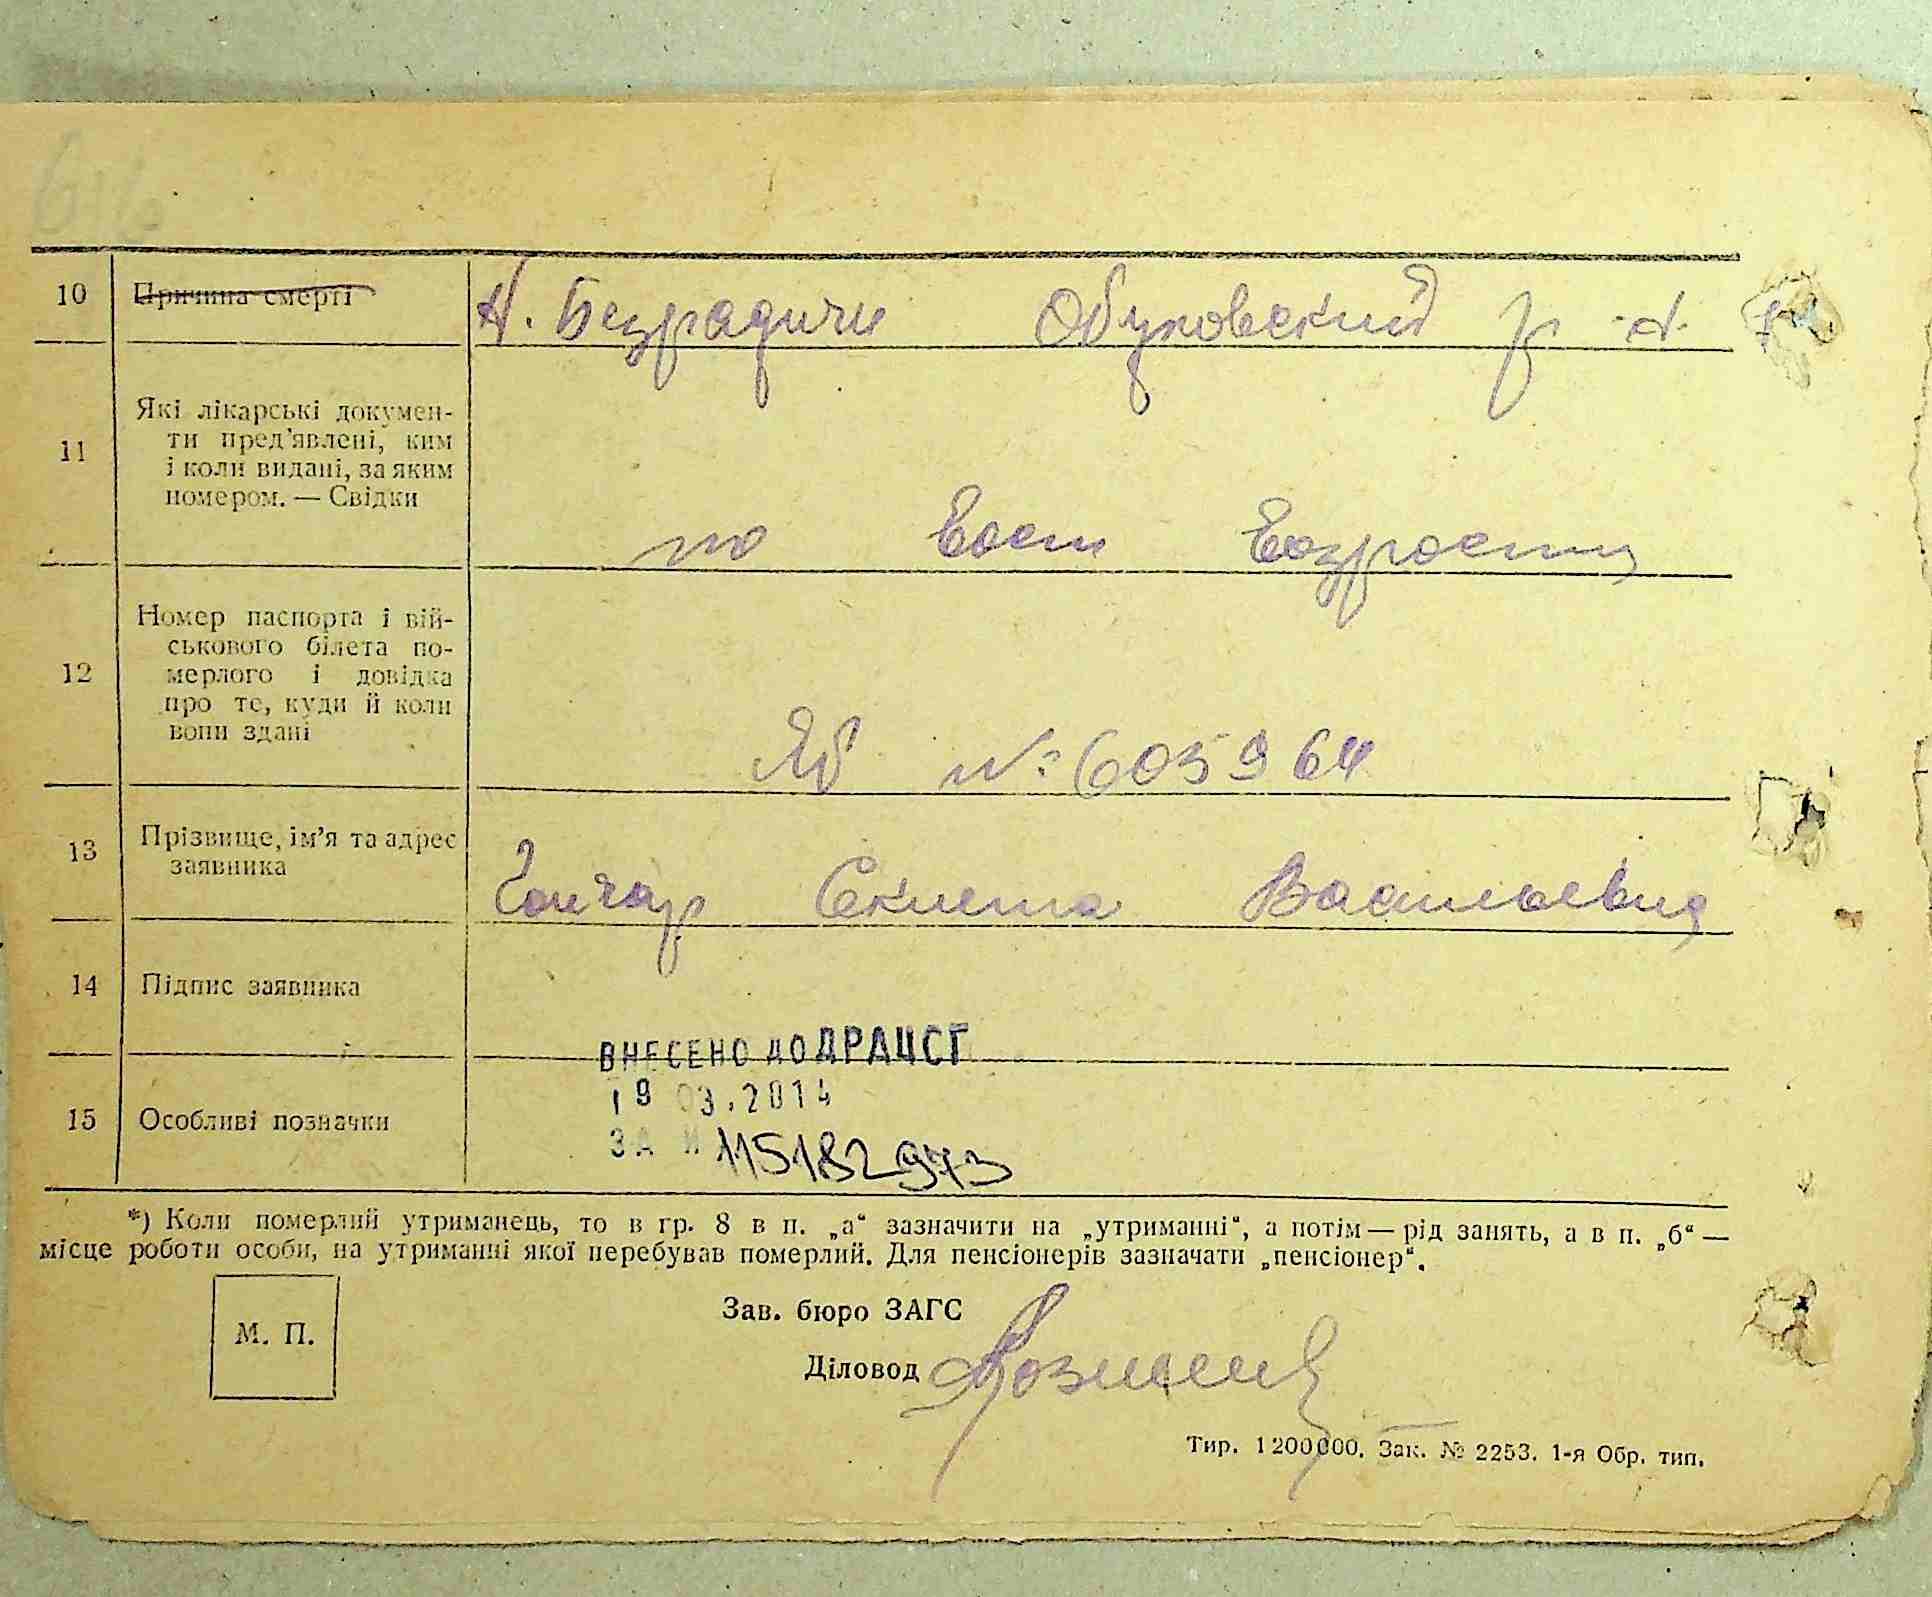 10 Причина смерті Н. Безрадичи Обуховский р-н.
11 Які лікарські докумен-
ти пред'явлені, ким
і коли видані, за яким
номером. — Свідки
по восп возрасту
12 Номер паспорта і вій-
ськового білета по-
мерлого і довідка
про те, куди й коли
вони здані
ЯБ № 605964
13 Прізвище, ім'я та адрес
заявника
Гончар Секлета Васильевна
14 Підпис заявника
ВНЕСЕНО ДО ДРАЦСГ
19 03.2014
15 Особливі позначки
ЗА № 115182973
*) Коли померлий утриманець, то в гр. 8 в п. „а“ зазначити на „утриманні“, а потім — рід занять, а в п. „б“ —
місце роботи особи, на утриманні якої перебував померлий. Для пенсіонерів зазначати „пенсіонер“.
М. П.
Зав. бюро ЗАГС
Діловод
Тир. 1200000. Зак. № 2253. 1-я Обр. тип.